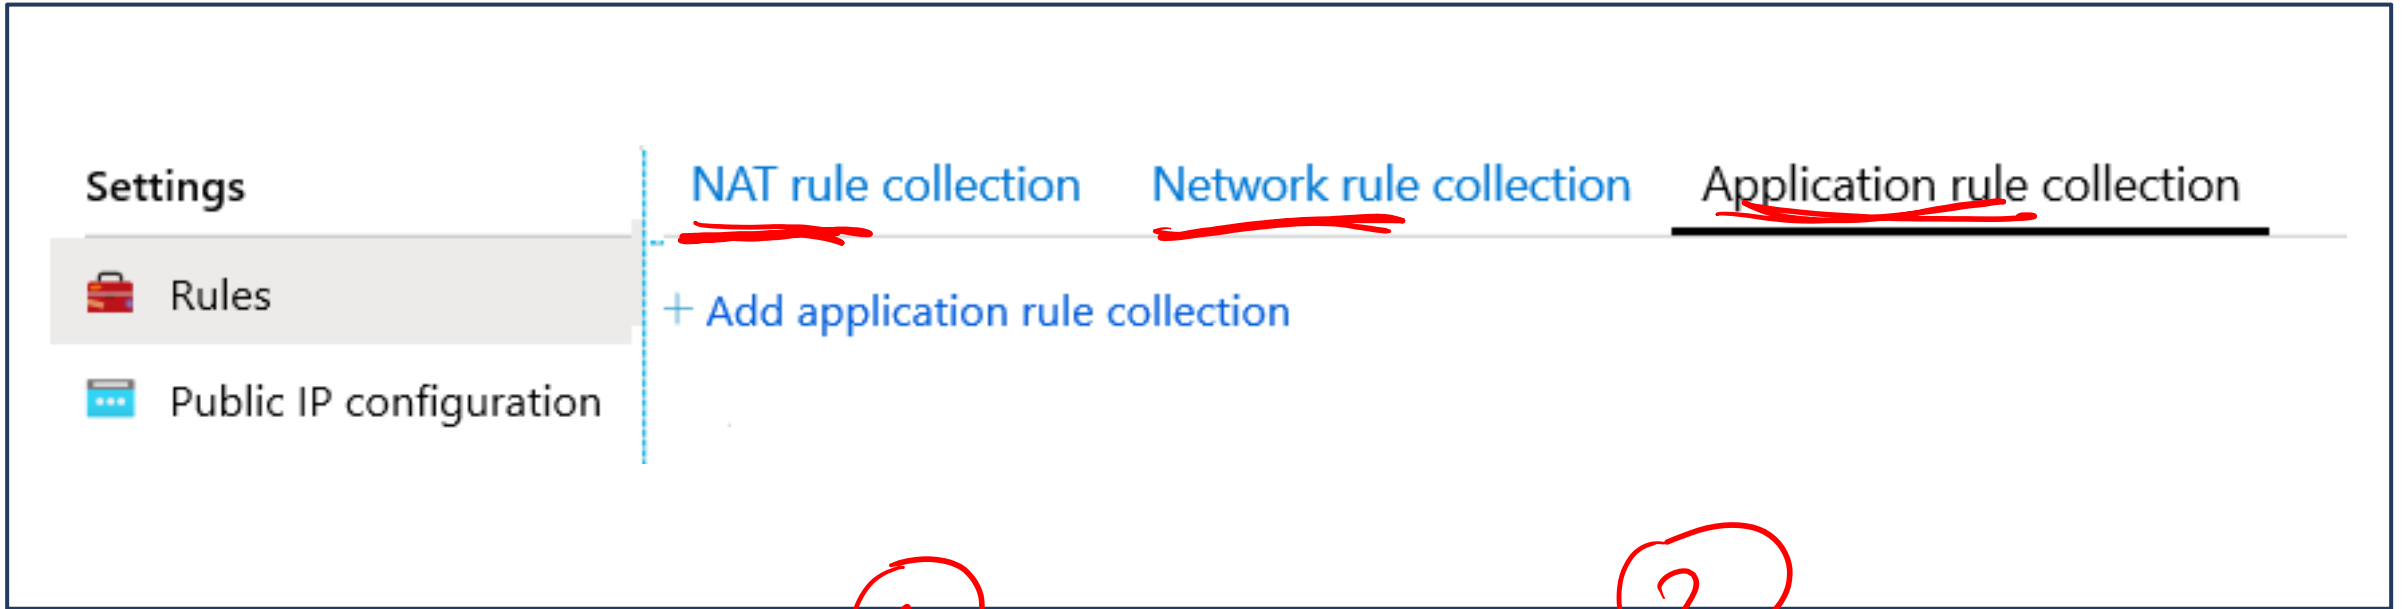 Settings
NAT rule collection Network rule collection Application rule collection
Rules
+ Add application rule collection
Public IP configuration